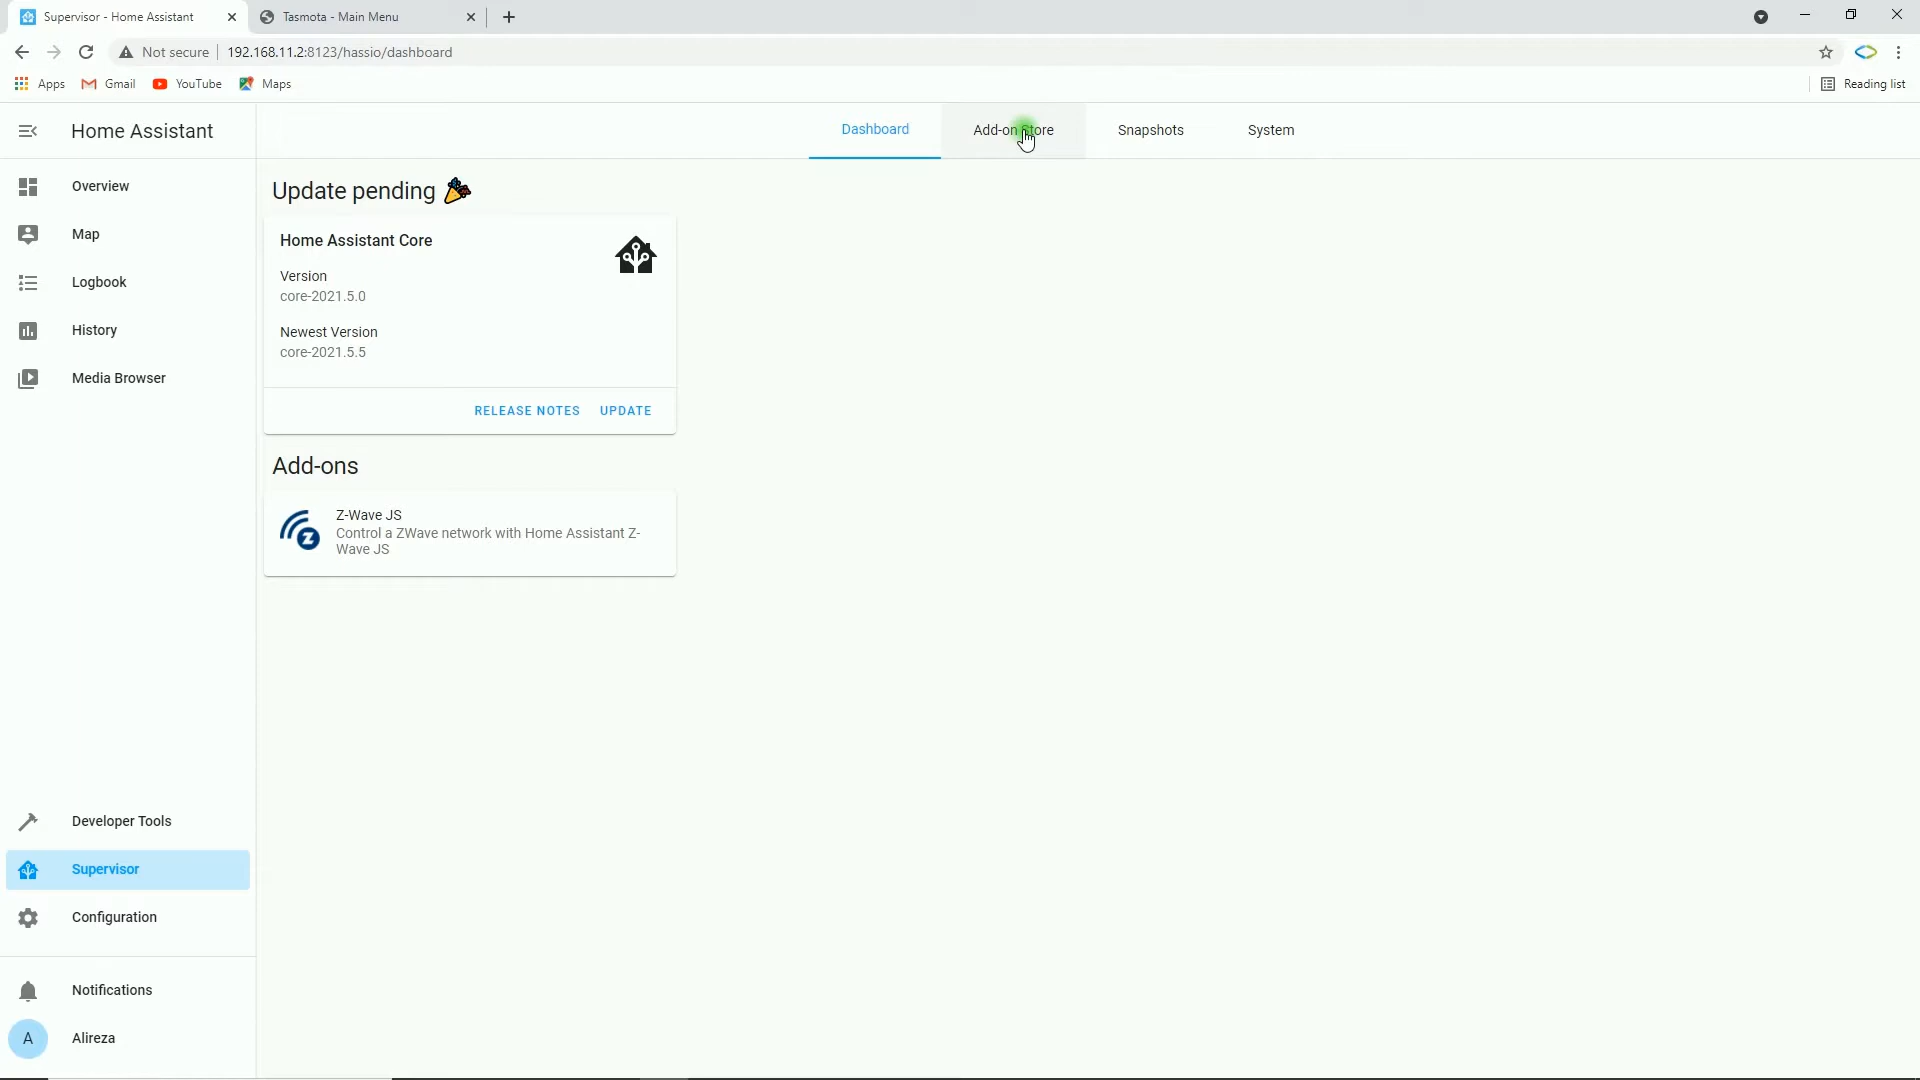 Supervisor - Home Assistant
Tasmota - Main Menu
Not secure
192.168.11.2:8123/hassio/dashboard
Apps
Gmail
YouTube
Maps
Reading list
Home Assistant
Dashboard
Add-on Store
Snapshots
System
Overview
Map
Logbook
History
Media Browser
Update pending
Home Assistant Core
Version
core-2021.5.0
Newest Version
core-2021.5.5
RELEASE NOTES
UPDATE
Add-ons
Z-Wave JS
Control a ZWave network with Home Assistant Z-
Wave JS
Developer Tools
Supervisor
Configuration
Notifications
A
Alireza